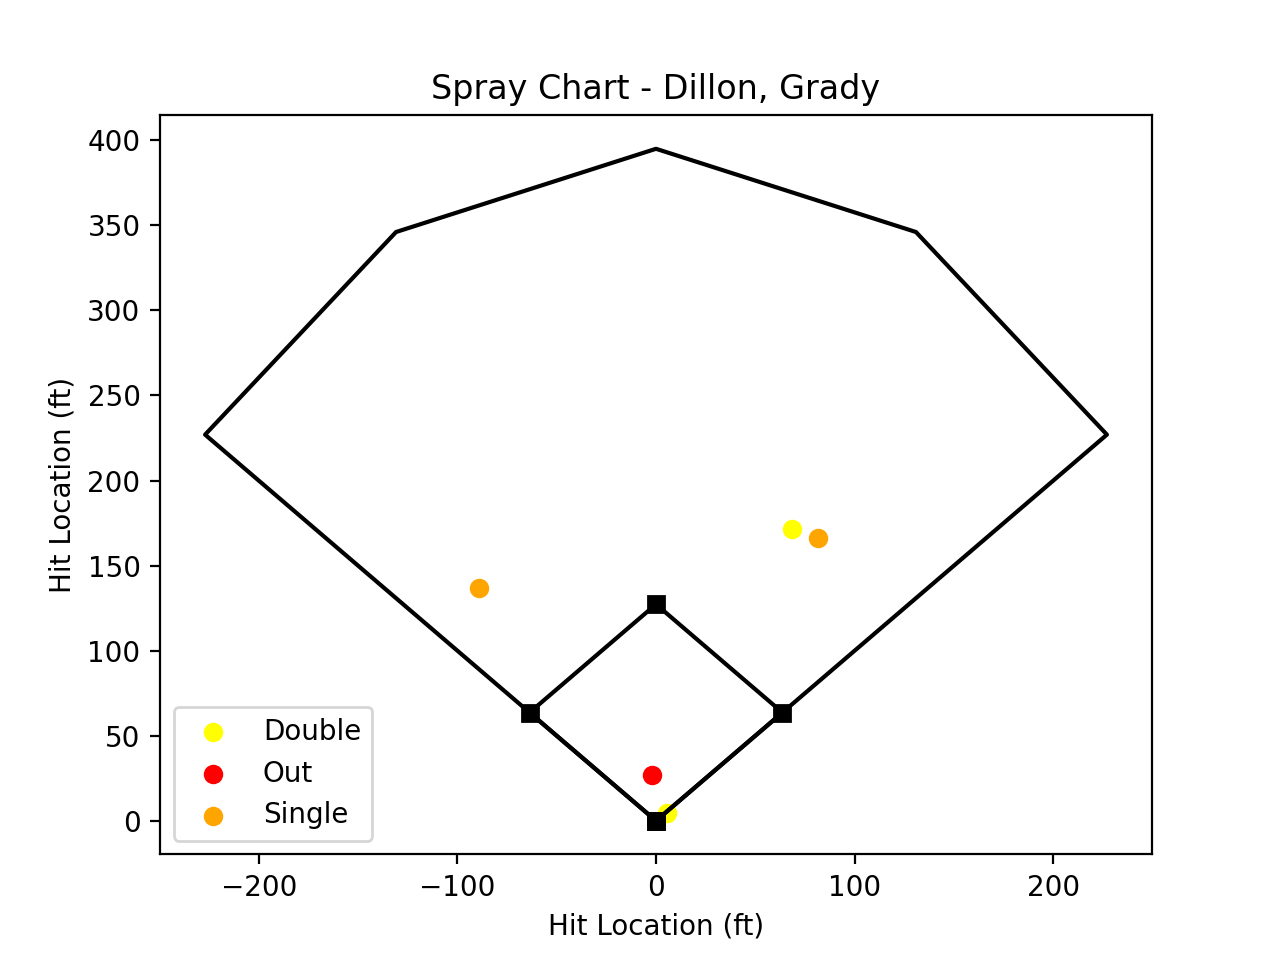 Spray Chart - Dillon, Grady
400
350
300
250
200
150
100
50
0
Hit Location (ft)
Double
Out
Single
−200
−100
0
100
200
Hit Location (ft)